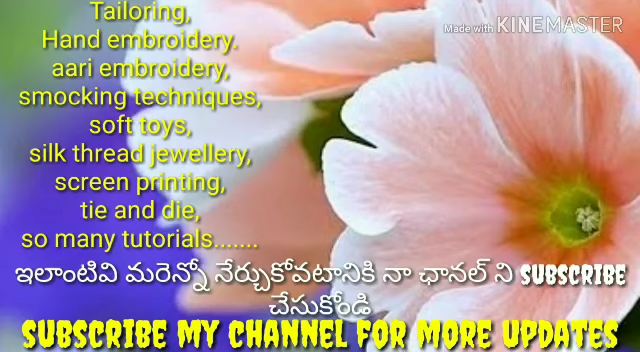 Tailoring,
Made with KINEMASTER
Hand embroidery.
aari embroidery,
smocking techniques,
soft toys,
silk thread jewellery,
screen printing,
tie and die,
so many tutorials.......
ఇలాంటివి మరెన్నో నేర్చుకోవటానికి నా ఛానల్ ని SUBSCRIBE
చేసుకోండి
SUBSCRIBE MY CHANNEL FOR MORE UPDATES